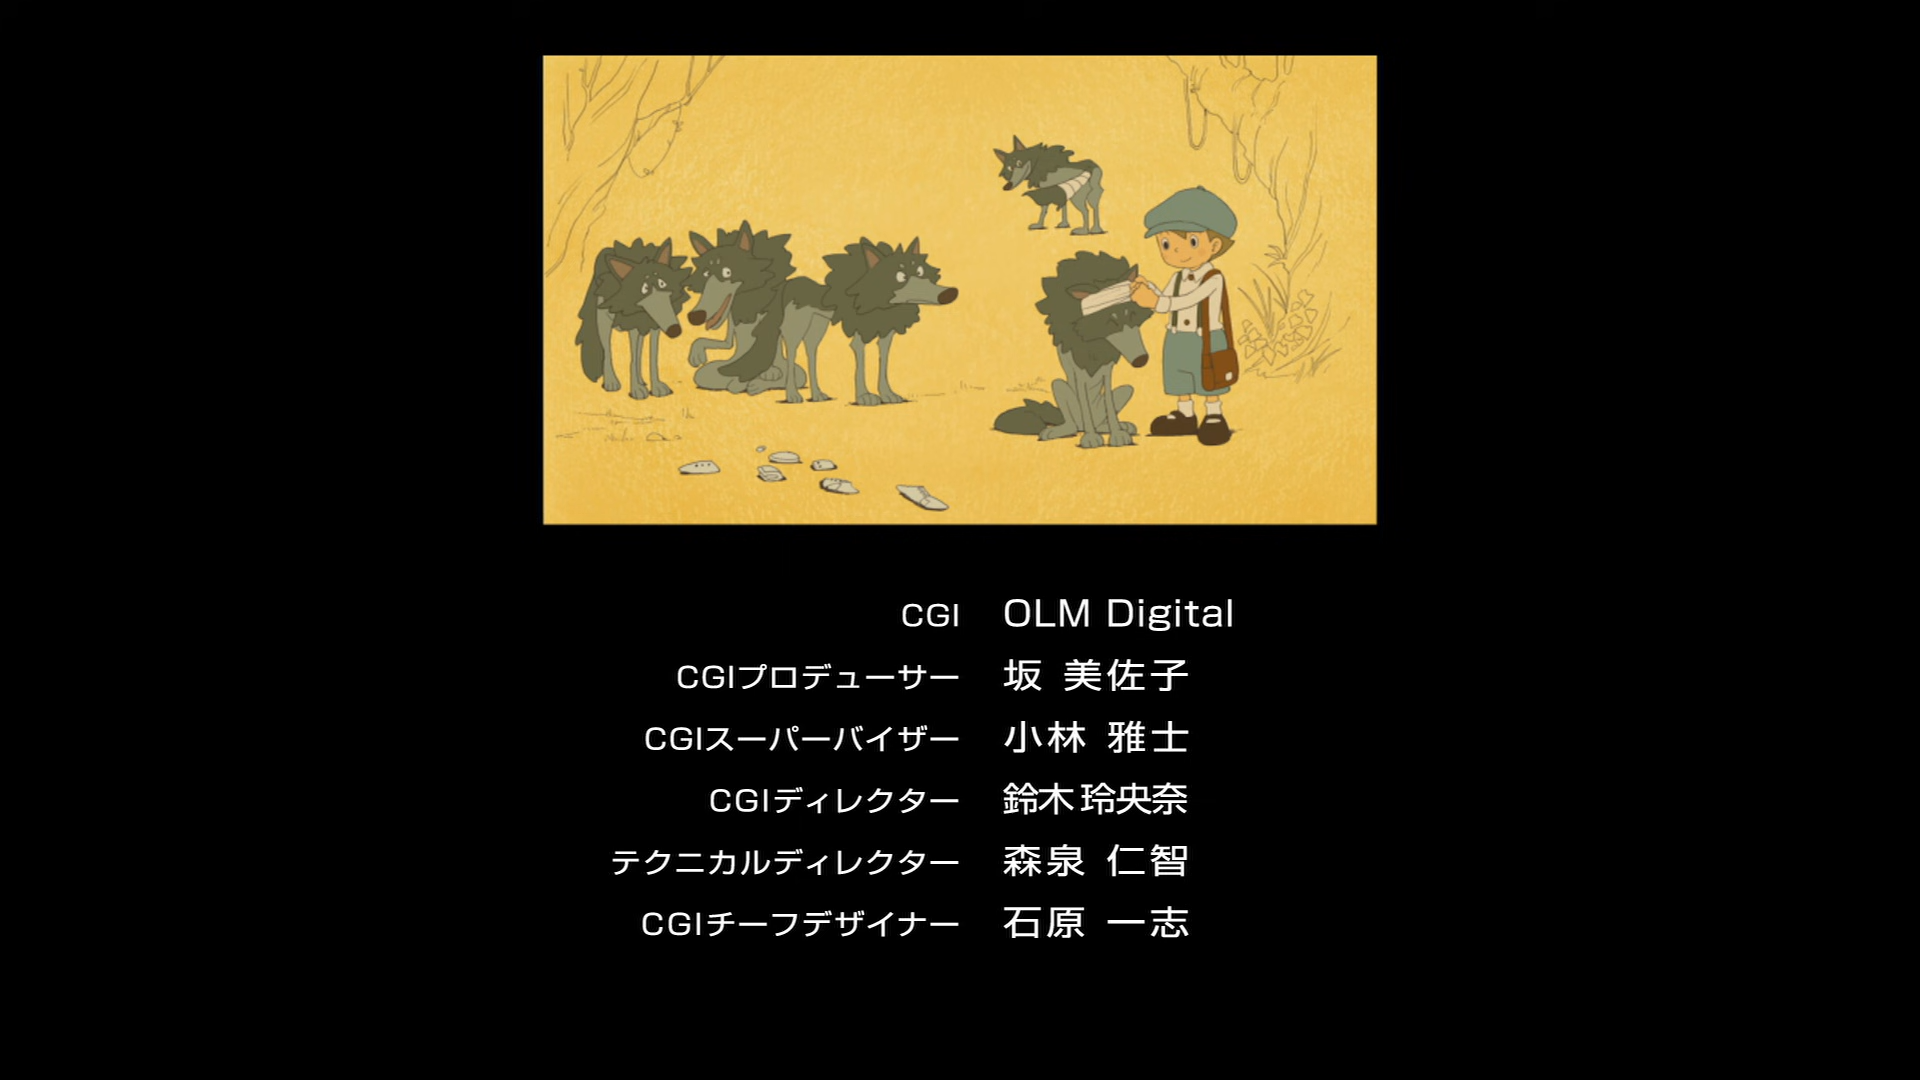 CGI OLM Digital
CGIプロデューサー 坂 美佐子
CGIスーパーバイザー 小林 雅士
CGIディレクター 鈴木 玲央奈
テクニカルディレクター 森泉 仁智
CGIチーフデザイナー 石原 一志